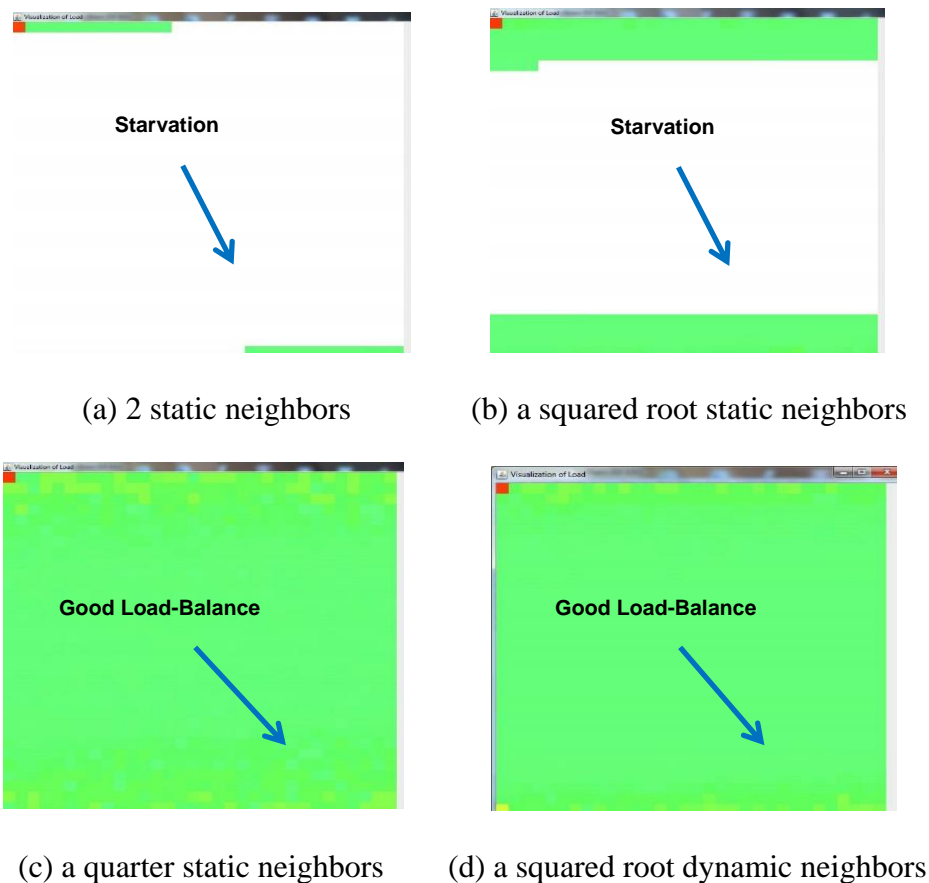 Visualization of Load
Visualization of Load
Starvation
Starvation
(a) 2 static neighbors
(b) a squared root static neighbors
Visualization of Load
Visualization of Load
Good Load-Balance
Good Load-Balance
(c) a quarter static neighbors
(d) a squared root dynamic neighbors